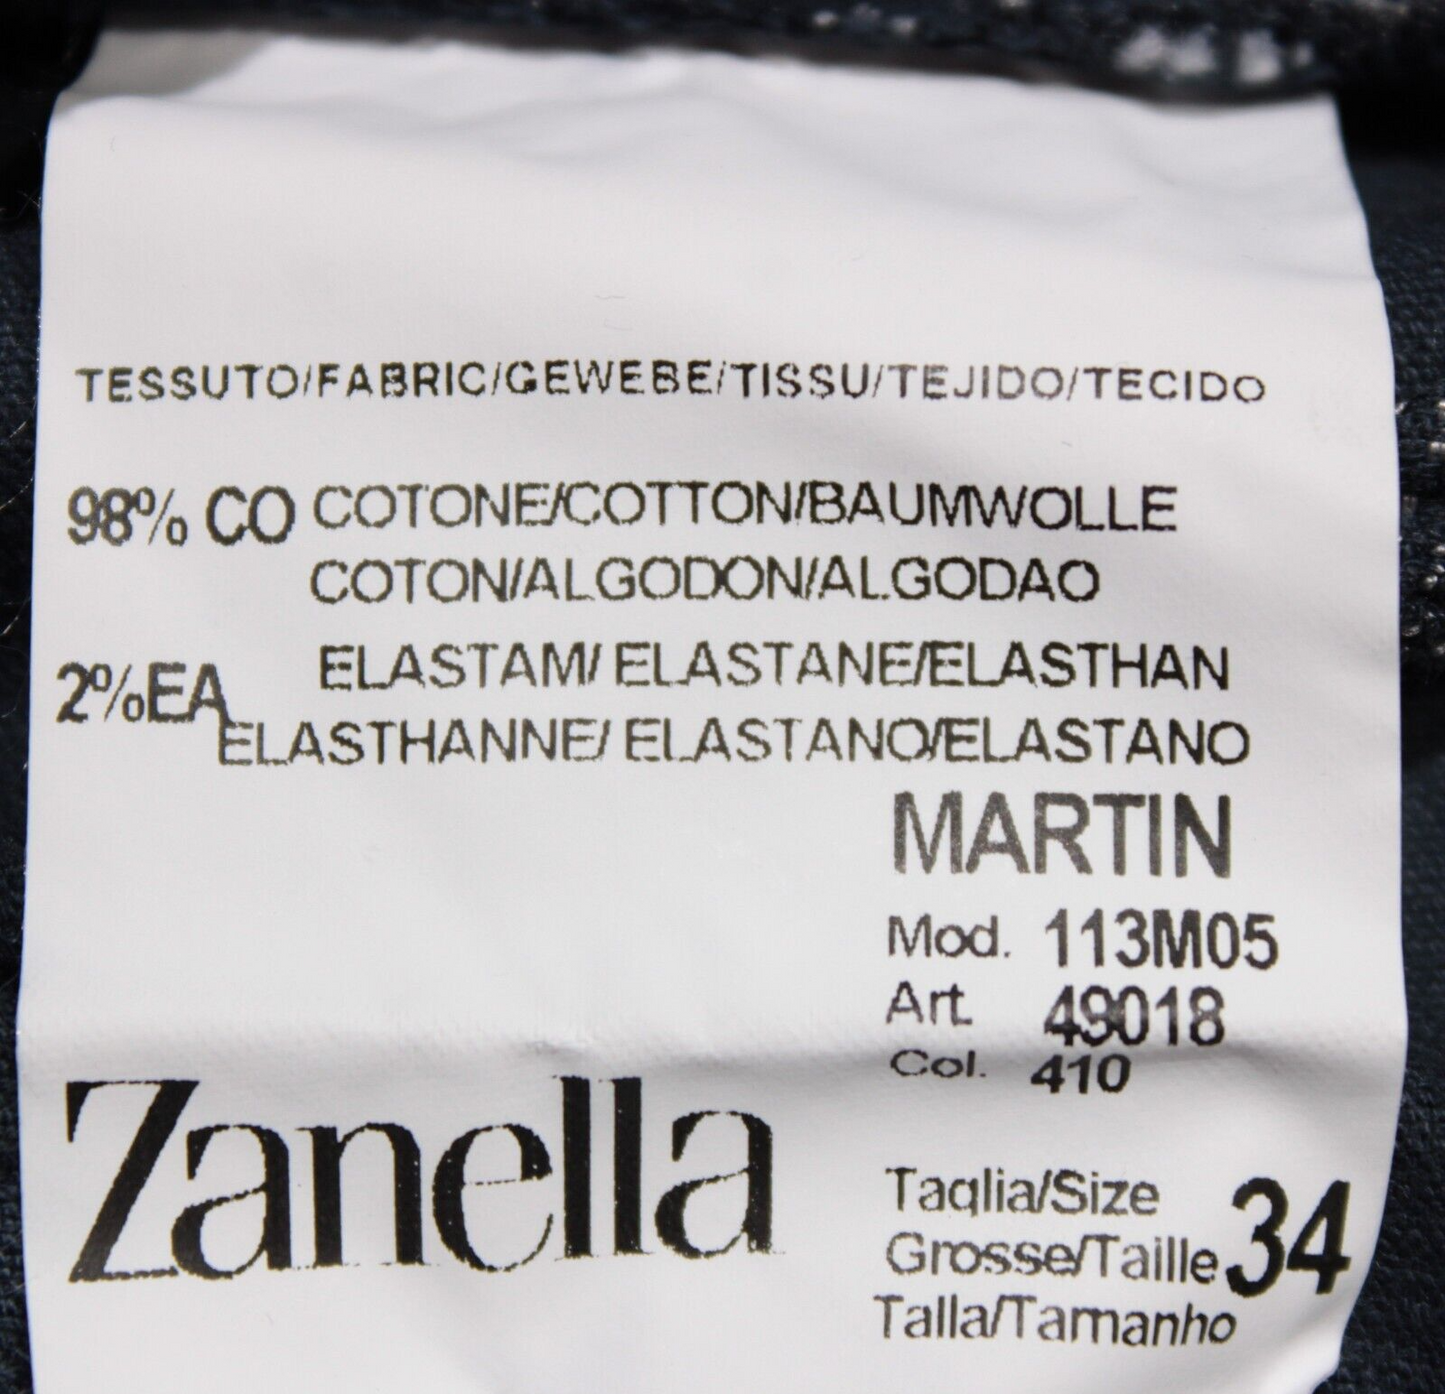 TESSUTO/FABRIC/GEWEBE/TISSU/TEJIDO/TECIDO
98% CO COTONE/COTTON/BAUMWOLLE
COTON/ALGODON/ALGODAO
2%EA ELASTAM/ ELASTANE/ELASTHAN
ELASTHANNE/ ELASTANO/ELASTANO
MARTIN
Mod. 113M05
Art. 49018
Col. 410
Zanella
Taglia/Size
Grosse/Taille 34
Talla/Tamanho